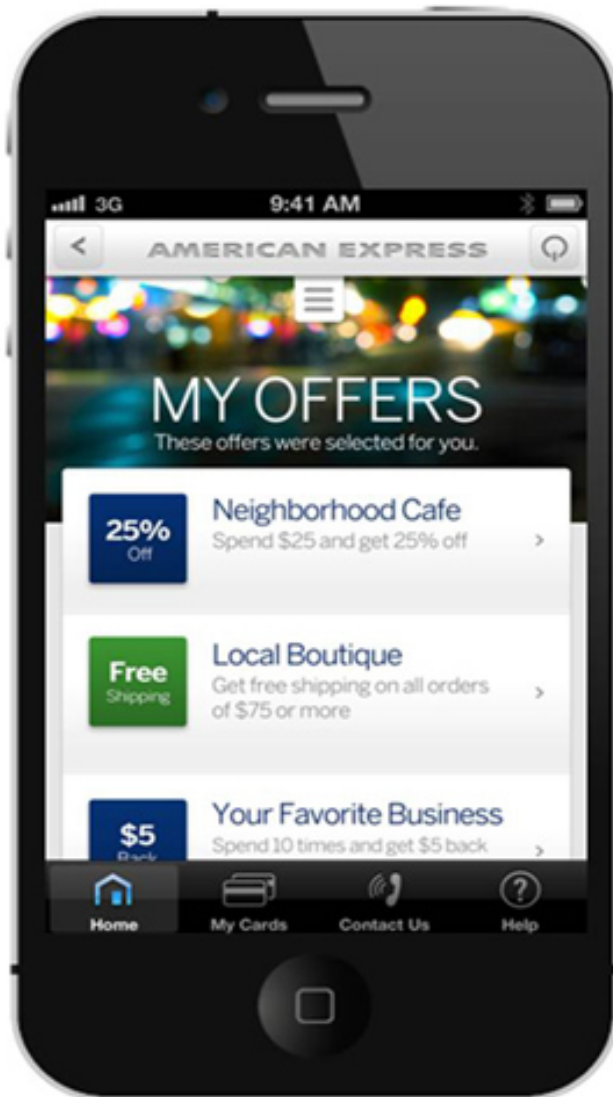 3G 9:41 AM
AMERICAN EXPRESS
MY OFFERS
These offers were selected for you.
25%
Off
Neighborhood Cafe
Spend $25 and get 25% off
Free
Shipping
Local Boutique
Get free shipping on all orders
of $75 or more
$5
Back
Your Favorite Business
Spend 10 times and get $5 back
Home My Cards Contact Us Help